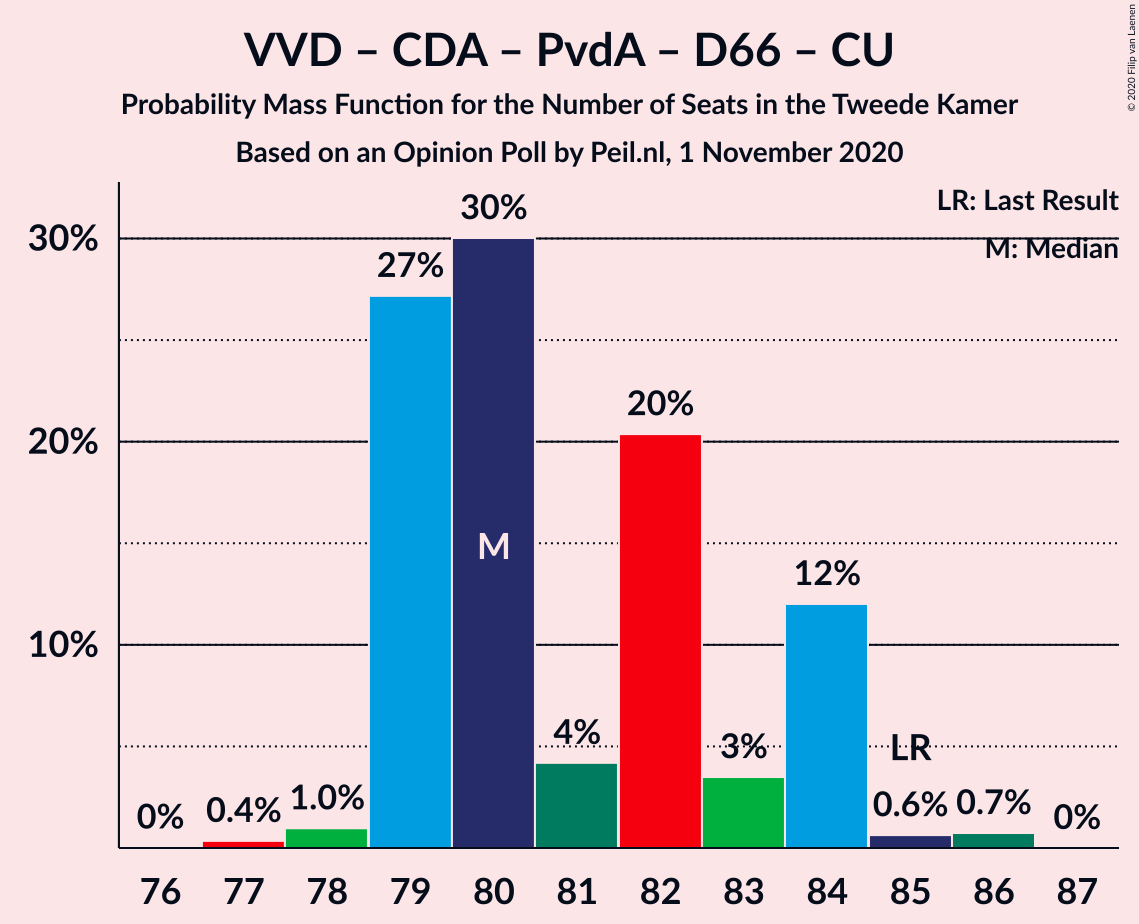 VVD – CDA – PvdA – D66 – CU
Probability Mass Function for the Number of Seats in the Tweede Kamer
Based on an Opinion Poll by Peil.nl, 1 November 2020
© 2020 Filip van Laenen
LR: Last Result
M: Median
30%
20%
10%
0%
0.4%
1.0%
27%
30%
M
4%
20%
3%
12%
LR
0.6%
0.7%
0%
76 77 78 79 80 81 82 83 84 85 86 87